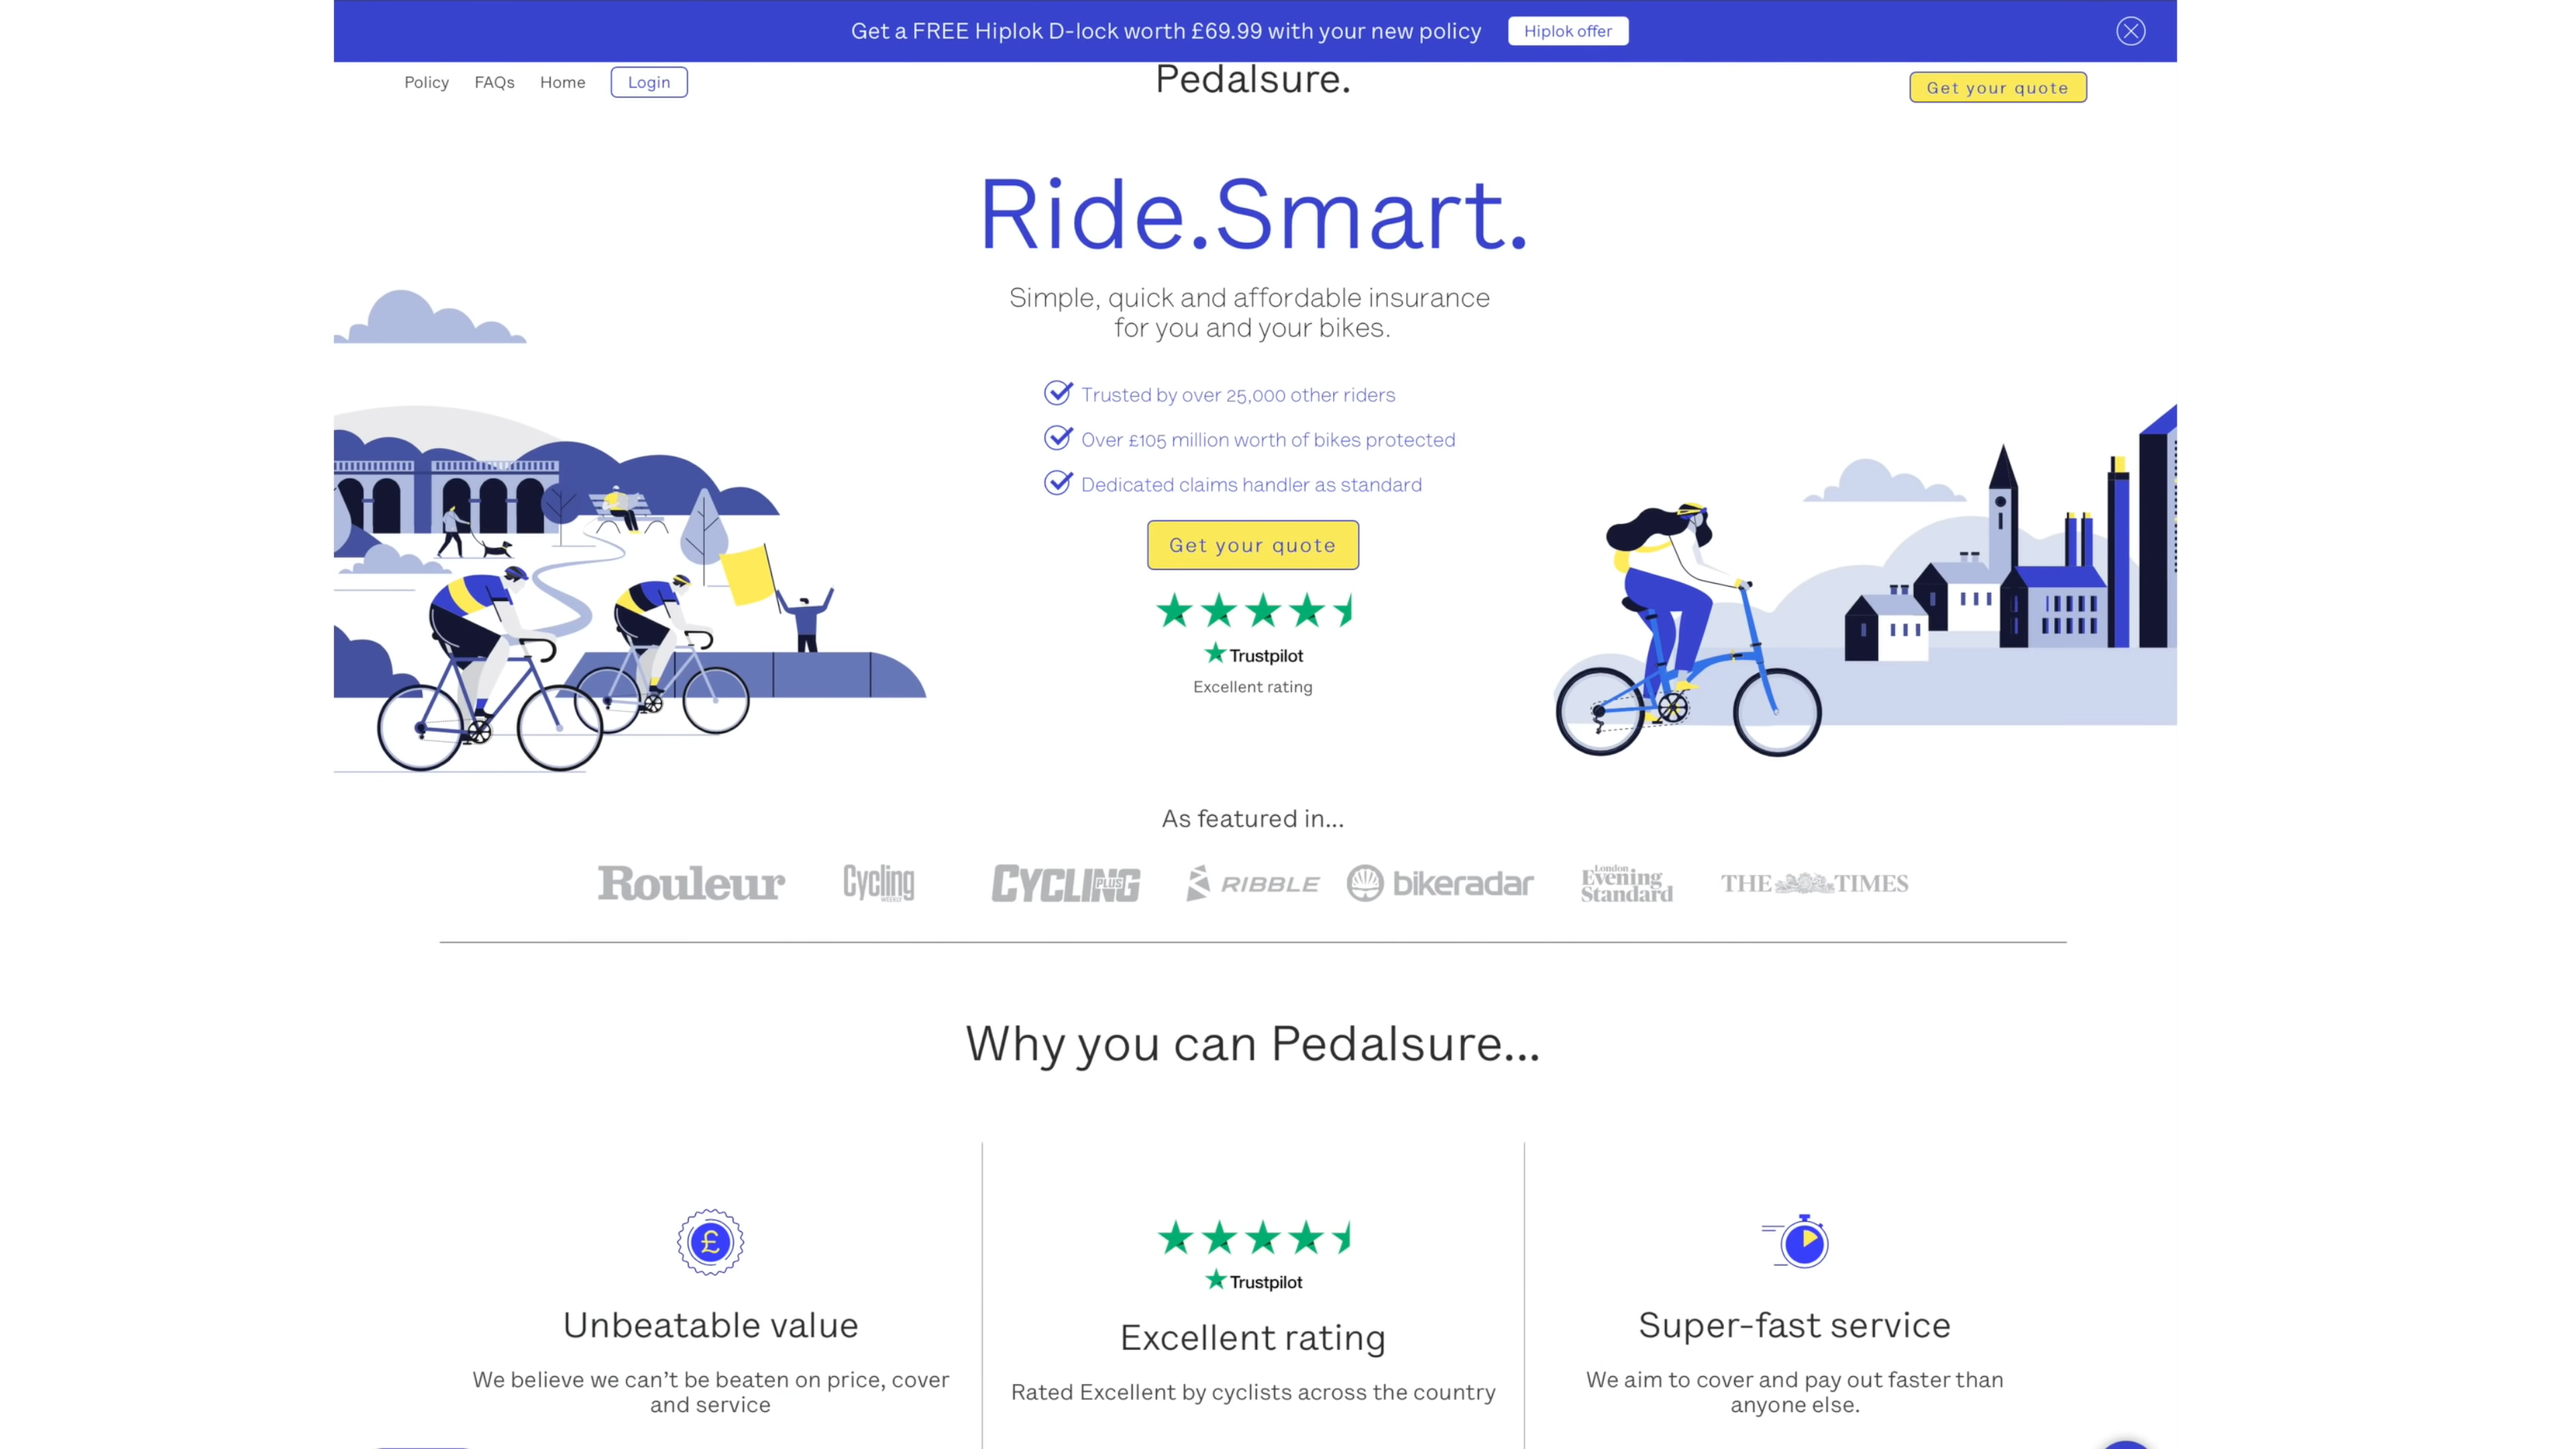 Get a FREE Hiplok D-lock worth £69.99 with your new policy
Hiplok offer
Policy
FAQs
Home
Login
Pedalsure.
Get your quote
Ride.Smart.
Simple, quick and affordable insurance
for you and your bikes.
Trusted by over 25,000 other riders
Over £105 million worth of bikes protected
Dedicated claims handler as standard
Get your quote
Trustpilot
Excellent rating
As featured in...
Rouleur
Cycling WEEKLY
CYCLING PLUS
RIBBLE
bikeradar
London
Evening
Standard
THE TIMES
Why you can Pedalsure...
£
Trustpilot
Unbeatable value
Excellent rating
Super-fast service
We believe we can't be beaten on price, cover
and service
Rated Excellent by cyclists across the country
We aim to cover and pay out faster than
anyone else.